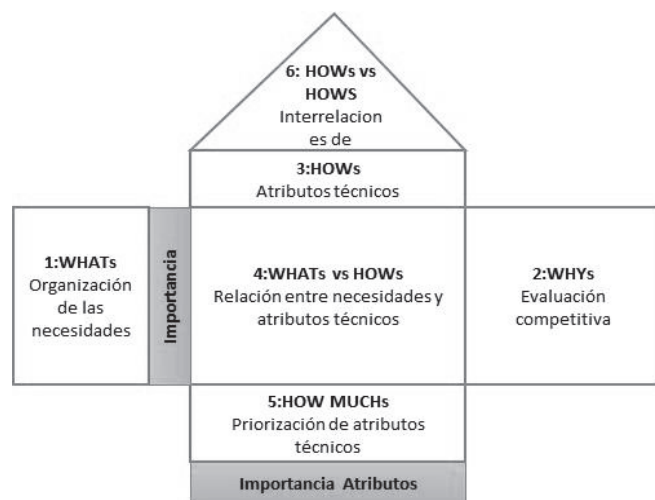 6: HOWs vs
HOWS
Interrelacion
es de
3:HOWs
Atributos técnicos
1:WHATs
Organización
de las
necesidades
Importancia
4:WHATs vs HOWs
Relación entre necesidades y
atributos técnicos
2:WHYs
Evaluación
competitiva
5:HOW MUCHs
Priorización de atributos
técnicos
Importancia Atributos